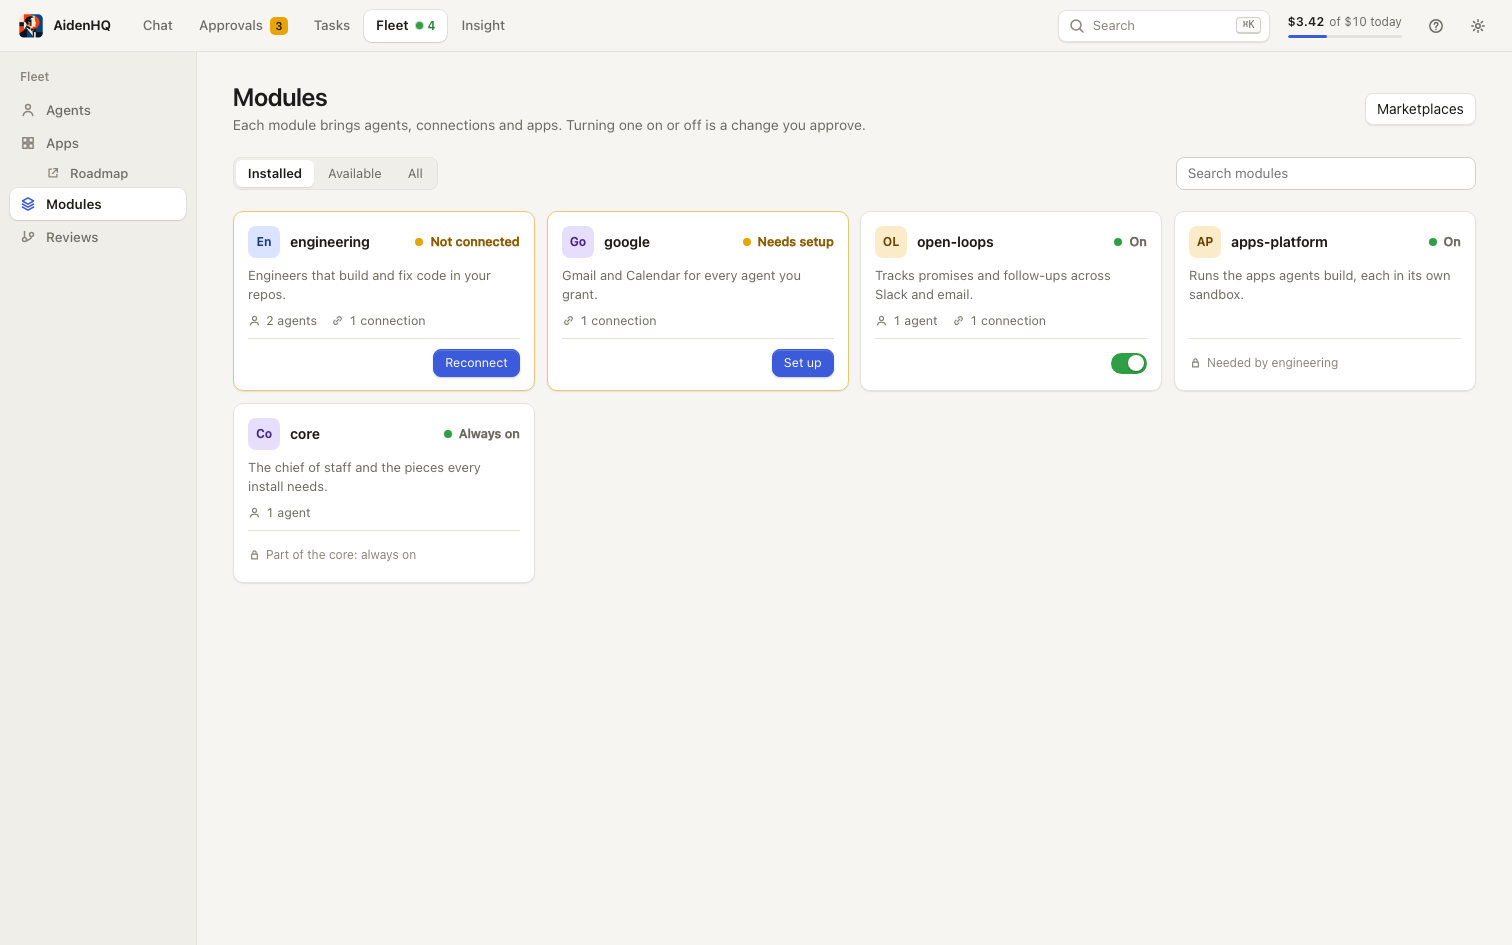 AidenHQ
Chat
Approvals 3
Tasks
Fleet 4
Insight
Search ⌘K
$3.42 of $10 today
Fleet
Agents
Apps
Roadmap
Modules
Reviews
Modules
Each module brings agents, connections and apps. Turning one on or off is a change you approve.
Marketplaces
Installed
Available
All
Search modules
En engineering Not connected
Engineers that build and fix code in your
repos.
2 agents 1 connection
Reconnect
Go google Needs setup
Gmail and Calendar for every agent you
grant.
1 connection
Set up
OL open-loops On
Tracks promises and follow-ups across
Slack and email.
1 agent 1 connection
AP apps-platform On
Runs the apps agents build, each in its own
sandbox.
Needed by engineering
Co core Always on
The chief of staff and the pieces every
install needs.
1 agent
Part of the core: always on